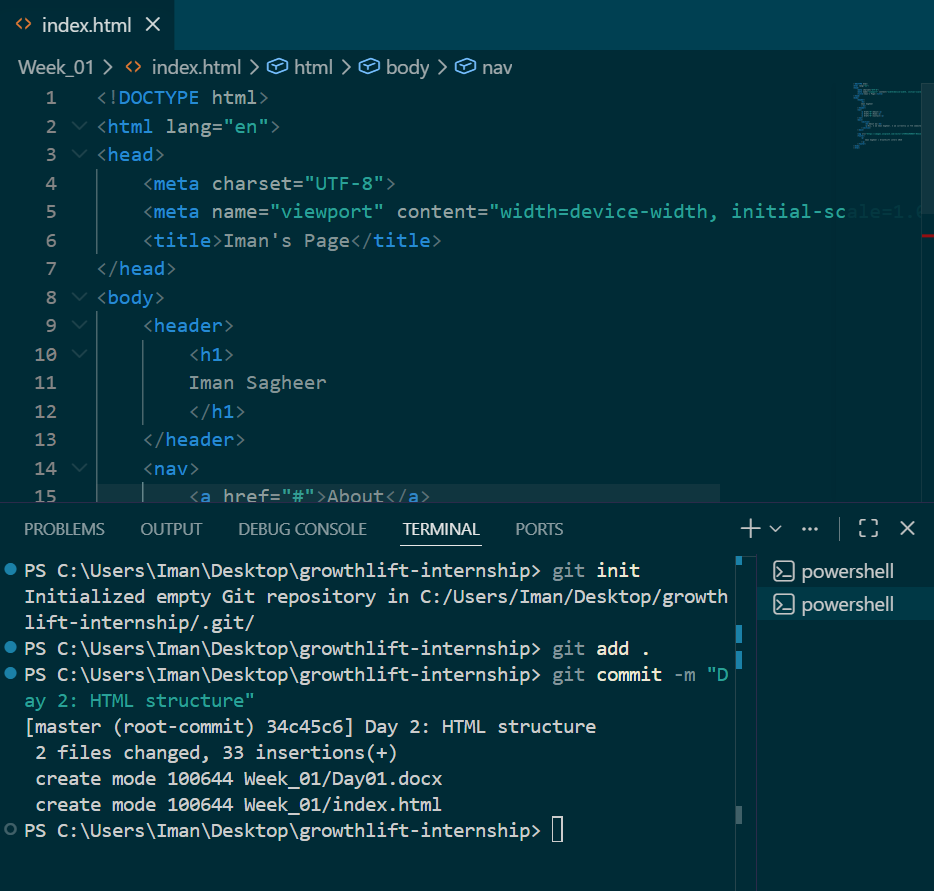 index.html
Week_01 > index.html > html > body > nav
1 <!DOCTYPE html>
2 <html lang="en">
3 <head>
4 <meta charset="UTF-8">
5 <meta name="viewport" content="width=device-width, initial-scale=1.0
6 <title>Iman's Page</title>
7 </head>
8 <body>
9 <header>
10 <h1>
11 Iman Sagheer
12 </h1>
13 </header>
14 <nav>
15 <a href="#">About</a>
PROBLEMS OUTPUT DEBUG CONSOLE TERMINAL PORTS
PS C:\Users\Iman\Desktop\growthlift-internship> git init
Initialized empty Git repository in C:/Users/Iman/Desktop/growth
lift-internship/.git/
PS C:\Users\Iman\Desktop\growthlift-internship> git add .
PS C:\Users\Iman\Desktop\growthlift-internship> git commit -m "D
ay 2: HTML structure"
[master (root-commit) 34c45c6] Day 2: HTML structure
2 files changed, 33 insertions(+)
create mode 100644 Week_01/Day01.docx
create mode 100644 Week_01/index.html
PS C:\Users\Iman\Desktop\growthlift-internship>
powershell
powershell